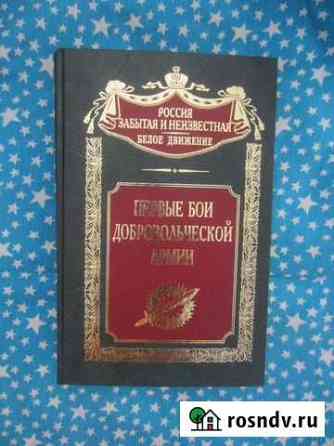 РОССИЯ
ЗАБЫТАЯ И НЕИЗВЕСТНАЯ
БЕЛОЕ ДВИЖЕНИЕ
ПЕРВЫЕ БОИ
ДОБРОВОЛЬЧЕСКОЙ
АРМИИ
rosndv.ru